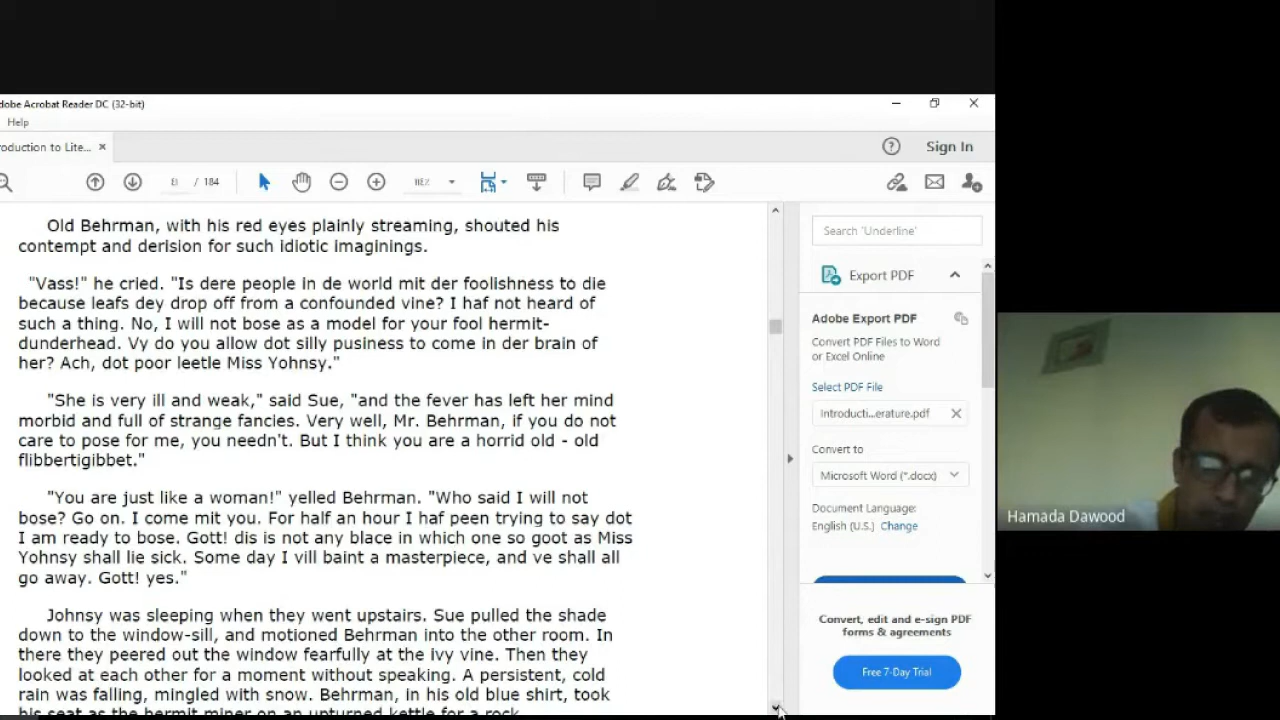 dobe Acrobat Reader DC (32-bit)
Help
oduction to Lite...
Sign In
8 / 184
Old Behrman, with his red eyes plainly streaming, shouted his
contempt and derision for such idiotic imaginings.
"Vass!" he cried. "Is dere people in de world mit der foolishness to die
because leafs dey drop off from a confounded vine? I haf not heard of
such a thing. No, I will not bose as a model for your fool hermit-
dunderhead. Vy do you allow dot silly pusiness to come in der brain of
her? Ach, dot poor leetle Miss Yohnsy."
"She is very ill and weak," said Sue, "and the fever has left her mind
morbid and full of strange fancies. Very well, Mr. Behrman, if you do not
care to pose for me, you needn't. But I think you are a horrid old - old
flibbertigibbet."
"You are just like a woman!" yelled Behrman. "Who said I will not
bose? Go on. I come mit you. For half an hour I haf peen trying to say dot
I am ready to bose. Gott! dis is not any blace in which one so goot as Miss
Yohnsy shall lie sick. Some day I vill baint a masterpiece, and ve shall all
go away. Gott! yes."
Johnsy was sleeping when they went upstairs. Sue pulled the shade
down to the window-sill, and motioned Behrman into the other room. In
there they peered out the window fearfully at the ivy vine. Then they
looked at each other for a moment without speaking. A persistent, cold
rain was falling, mingled with snow. Behrman, in his old blue shirt, took
his seat as the hermit miner on an upturned kettle for a rock.
Search 'Underline'
Export PDF
Adobe Export PDF
Convert PDF Files to Word
or Excel Online
Select PDF File
Introducti...erature.pdf
Convert to
Microsoft Word (*.docx)
Document Language:
English (U.S.) Change
Convert, edit and e-sign PDF
forms & agreements
Free 7-Day Trial
Hamada Dawood